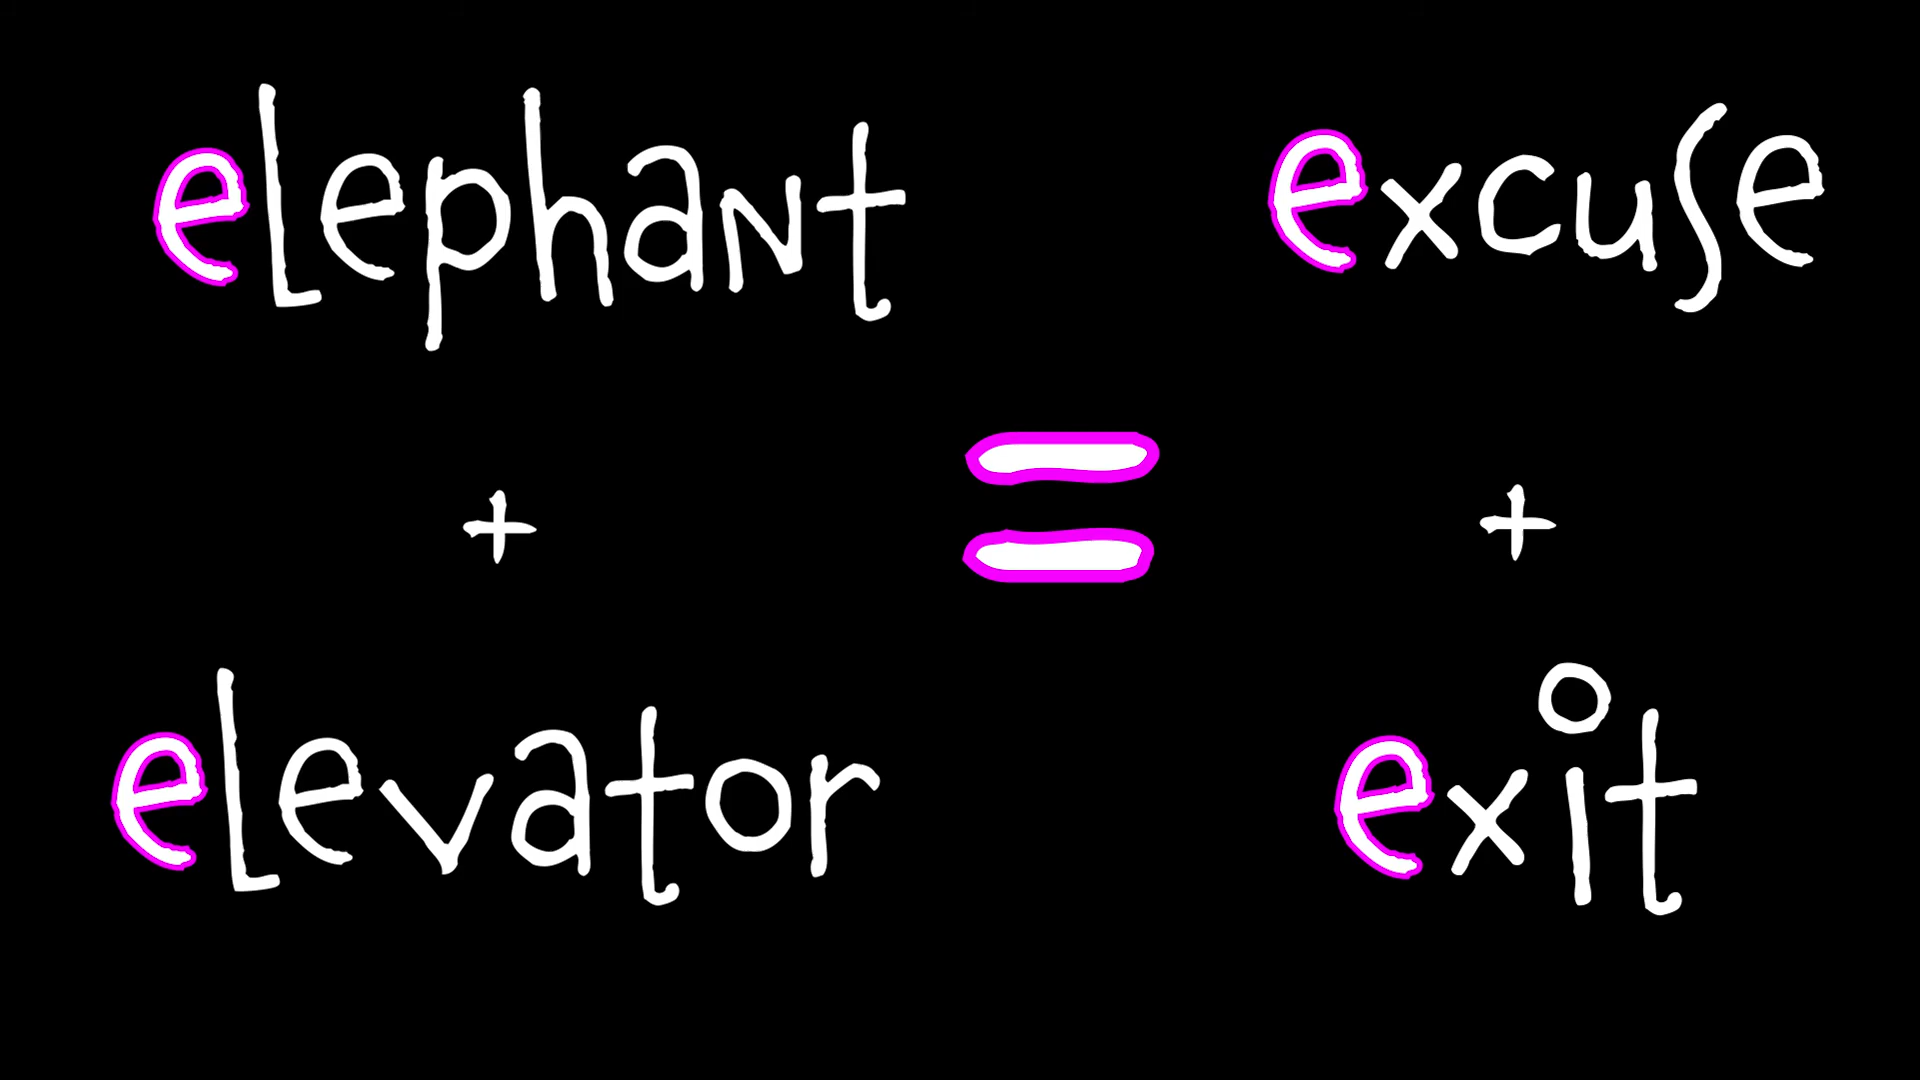 elephant excuse
+ = +
elevator exit